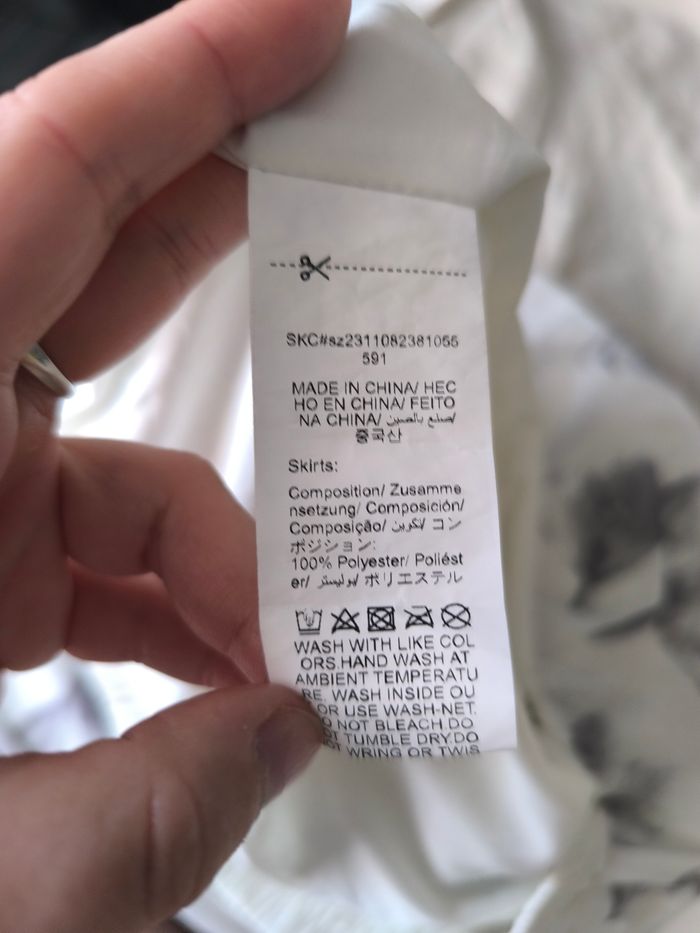 SKC#sz2311082381055
591
MADE IN CHINA/ HEC
HO EN CHINA/ FEITO
NA CHINA/ صنع بالصين/
중국산
Skirts:
Composition/ Zusamme
nsetzung/ Composición/
Composição/ تكوين/ コン
ポジション:
100% Polyester/ Poliést
er/ بوليستر/ ポリエステル
WASH WITH LIKE COL
ORS.HAND WASH AT
AMBIENT TEMPERATU
RE. WASH INSIDE OU
OR USE WASH-NET.
NOT BLEACH.DO
TUMBLE DRY.DO
WRING OR TWIS